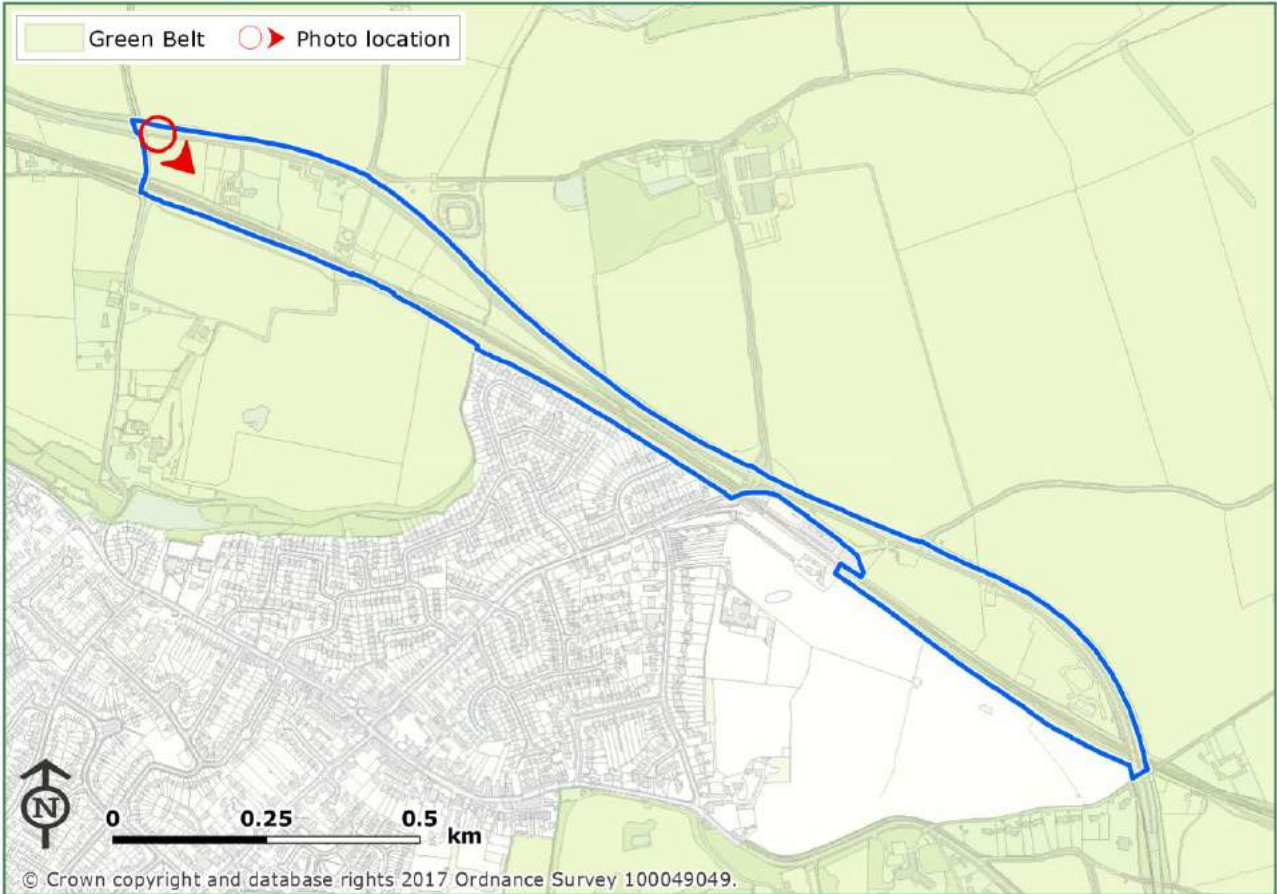 Green Belt Photo location
N
0 0.25 0.5
km
© Crown copyright and database rights 2017 Ordnance Survey 100049049.